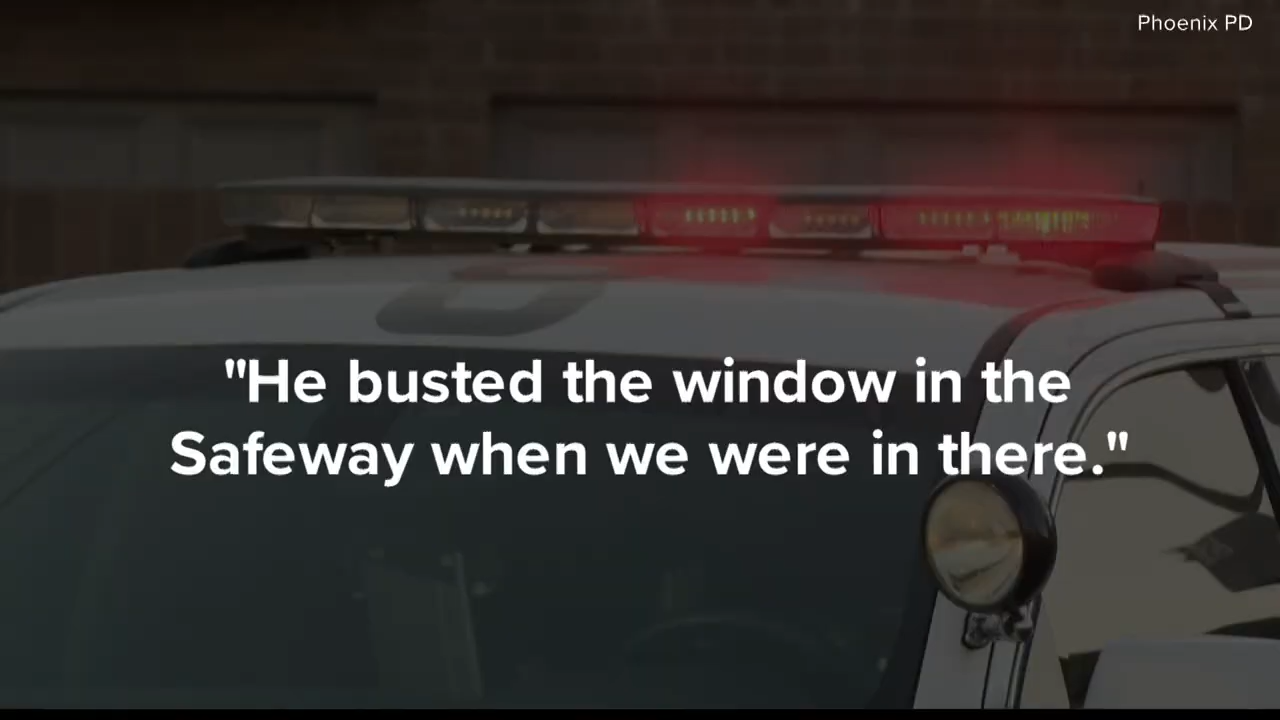 Phoenix PD
"He busted the window in the
Safeway when we were in there."